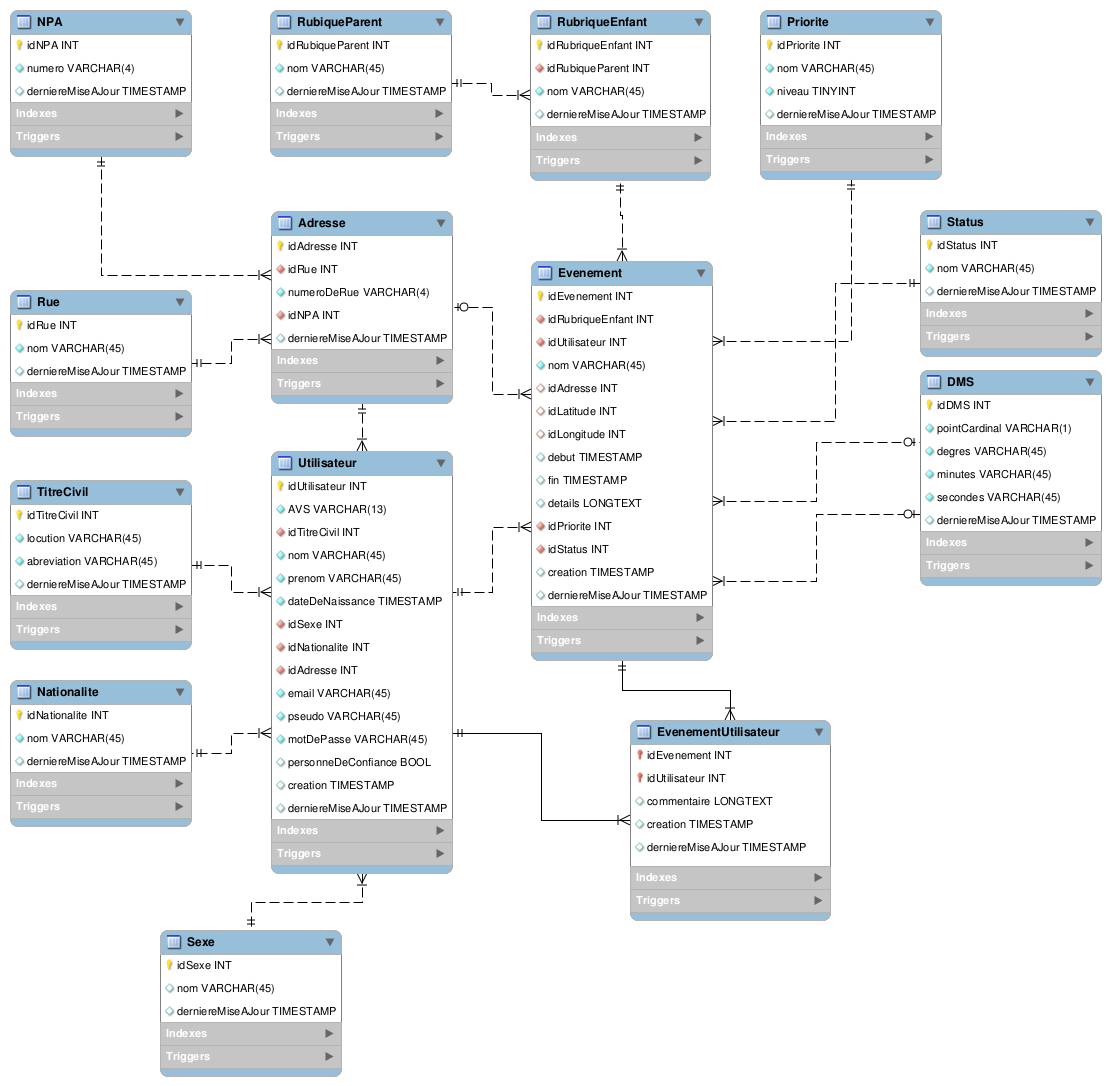 NPA
idNPA INT
numero VARCHAR(4)
derniereMiseAJour TIMESTAMP
Indexes
Triggers
RubiqueParent
idRubiqueParent INT
nom VARCHAR(45)
derniereMiseAJour TIMESTAMP
Indexes
Triggers
RubriqueEnfant
idRubriqueEnfant INT
idRubiqueParent INT
nom VARCHAR(45)
derniereMiseAJour TIMESTAMP
Indexes
Triggers
Priorite
idPriorite INT
nom VARCHAR(45)
niveau TINYINT
derniereMiseAJour TIMESTAMP
Indexes
Triggers
Adresse
idAdresse INT
idRue INT
numeroDeRue VARCHAR(4)
idNPA INT
derniereMiseAJour TIMESTAMP
Indexes
Triggers
Status
idStatus INT
nom VARCHAR(45)
derniereMiseAJour TIMESTAMP
Indexes
Triggers
Rue
idRue INT
nom VARCHAR(45)
derniereMiseAJour TIMESTAMP
Indexes
Triggers
Evenement
idEvenement INT
idRubriqueEnfant INT
idUtilisateur INT
nom VARCHAR(45)
idAdresse INT
idLatitude INT
idLongitude INT
debut TIMESTAMP
fin TIMESTAMP
details LONGTEXT
idPriorite INT
idStatus INT
creation TIMESTAMP
derniereMiseAJour TIMESTAMP
Indexes
Triggers
DMS
idDMS INT
pointCardinal VARCHAR(1)
degres VARCHAR(45)
minutes VARCHAR(45)
secondes VARCHAR(45)
derniereMiseAJour TIMESTAMP
Indexes
Triggers
TitreCivil
idTitreCivil INT
locution VARCHAR(45)
abreviation VARCHAR(45)
derniereMiseAJour TIMESTAMP
Indexes
Triggers
Utilisateur
idUtilisateur INT
AVS VARCHAR(13)
idTitreCivil INT
nom VARCHAR(45)
prenom VARCHAR(45)
dateDeNaissance TIMESTAMP
idSexe INT
idNationalite INT
idAdresse INT
email VARCHAR(45)
pseudo VARCHAR(45)
motDePasse VARCHAR(45)
personneDeConfiance BOOL
creation TIMESTAMP
derniereMiseAJour TIMESTAMP
Indexes
Triggers
Nationalite
idNationalite INT
nom VARCHAR(45)
derniereMiseAJour TIMESTAMP
Indexes
Triggers
EvenementUtilisateur
idEvenement INT
idUtilisateur INT
commentaire LONGTEXT
creation TIMESTAMP
derniereMiseAJour TIMESTAMP
Indexes
Triggers
Sexe
idSexe INT
nom VARCHAR(45)
derniereMiseAJour TIMESTAMP
Indexes
Triggers